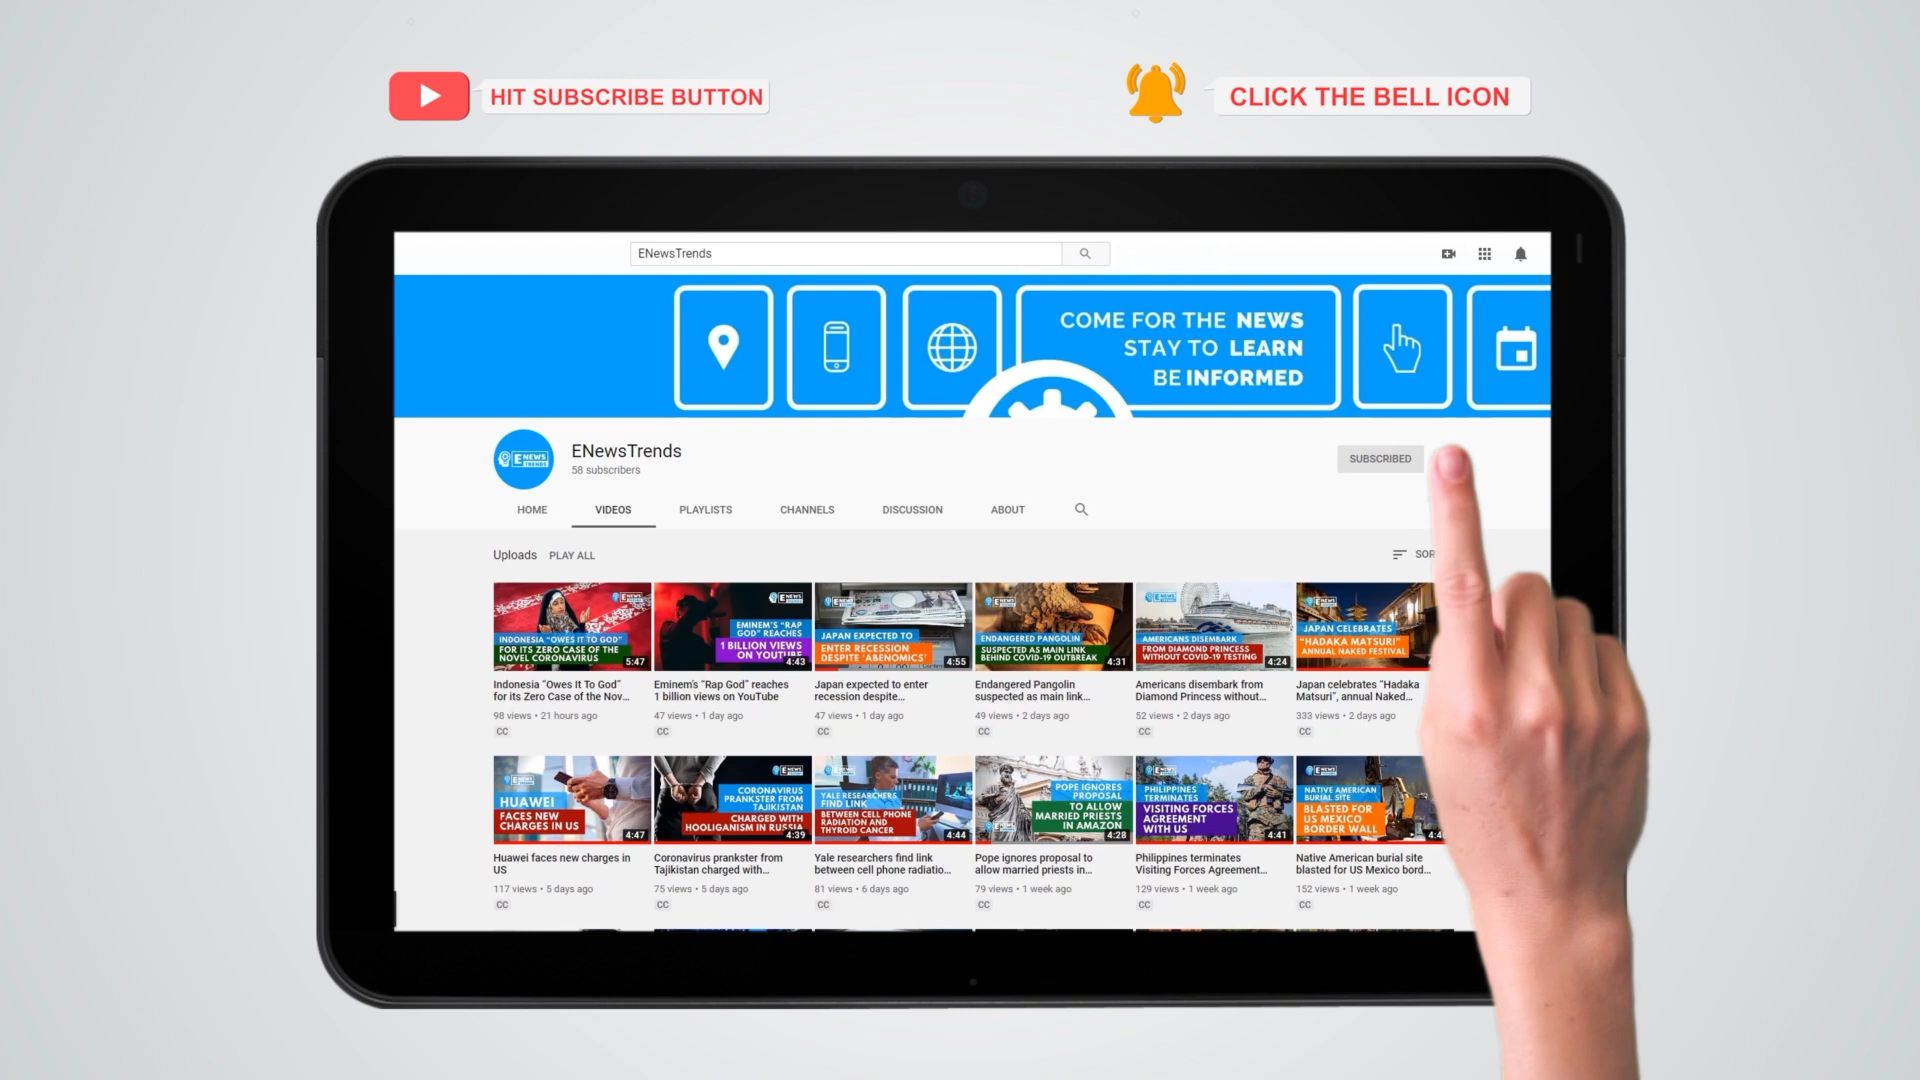 HIT SUBSCRIBE BUTTON
CLICK THE BELL ICON
ENewsTrends
COME FOR THE NEWS
STAY TO LEARN
BE INFORMED
E NEWS
TRENDS
ENewsTrends
58 subscribers
SUBSCRIBED
HOME
VIDEOS
PLAYLISTS
CHANNELS
DISCUSSION
ABOUT
Uploads
PLAY ALL
SOR
INDONESIA "OWES IT TO GOD"
FOR ITS ZERO CASE OF THE
NOVEL CORONAVIRUS
5:47
EMINEM'S "RAP
GOD" REACHES
1 BILLION VIEWS
ON YOUTUBE
4:43
JAPAN EXPECTED TO
ENTER RECESSION
DESPITE 'ABENOMICS'
4:55
ENDANGERED PANGOLIN
SUSPECTED AS MAIN LINK
BEHIND COVID-19 OUTBREAK
4:31
AMERICANS DISEMBARK
FROM DIAMOND PRINCESS
WITHOUT COVID-19 TESTING
4:24
JAPAN CELEBRATES
"HADAKA MATSURI"
ANNUAL NAKED FESTIVAL
Indonesia "Owes It To God"
for its Zero Case of the Nov...
98 views • 21 hours ago
CC
Eminem's "Rap God" reaches
1 billion views on YouTube
47 views • 1 day ago
CC
Japan expected to enter
recession despite...
47 views • 1 day ago
CC
Endangered Pangolin
suspected as main link...
49 views • 2 days ago
CC
Americans disembark from
Diamond Princess without...
52 views • 2 days ago
CC
Japan celebrates "Hadaka
Matsuri", annual Naked...
333 views • 2 days ago
CC
HUAWEI
FACES NEW
CHARGES IN US
4:47
CORONAVIRUS
PRANKSTER FROM
TAJIKISTAN
CHARGED WITH
HOOLIGANISM IN RUSSIA
4:39
YALE RESEARCHERS
FIND LINK
BETWEEN CELL PHONE
RADIATION AND
THYROID CANCER
4:44
POPE IGNORES
PROPOSAL
TO ALLOW
MARRIED PRIESTS
IN AMAZON
4:28
PHILIPPINES
TERMINATES
VISITING FORCES
AGREEMENT
WITH US
4:41
NATIVE AMERICAN
BURIAL SITE
BLASTED FOR
US MEXICO
BORDER WALL
Huawei faces new charges in
US
117 views • 5 days ago
CC
Coronavirus prankster from
Tajikistan charged with...
75 views • 5 days ago
CC
Yale researchers find link
between cell phone radiatio...
81 views • 6 days ago
CC
Pope ignores proposal to
allow married priests in...
79 views • 1 week ago
CC
Philippines terminates
Visiting Forces Agreement...
129 views • 1 week ago
CC
Native American burial site
blasted for US Mexico bord...
152 views • 1 week ago
CC